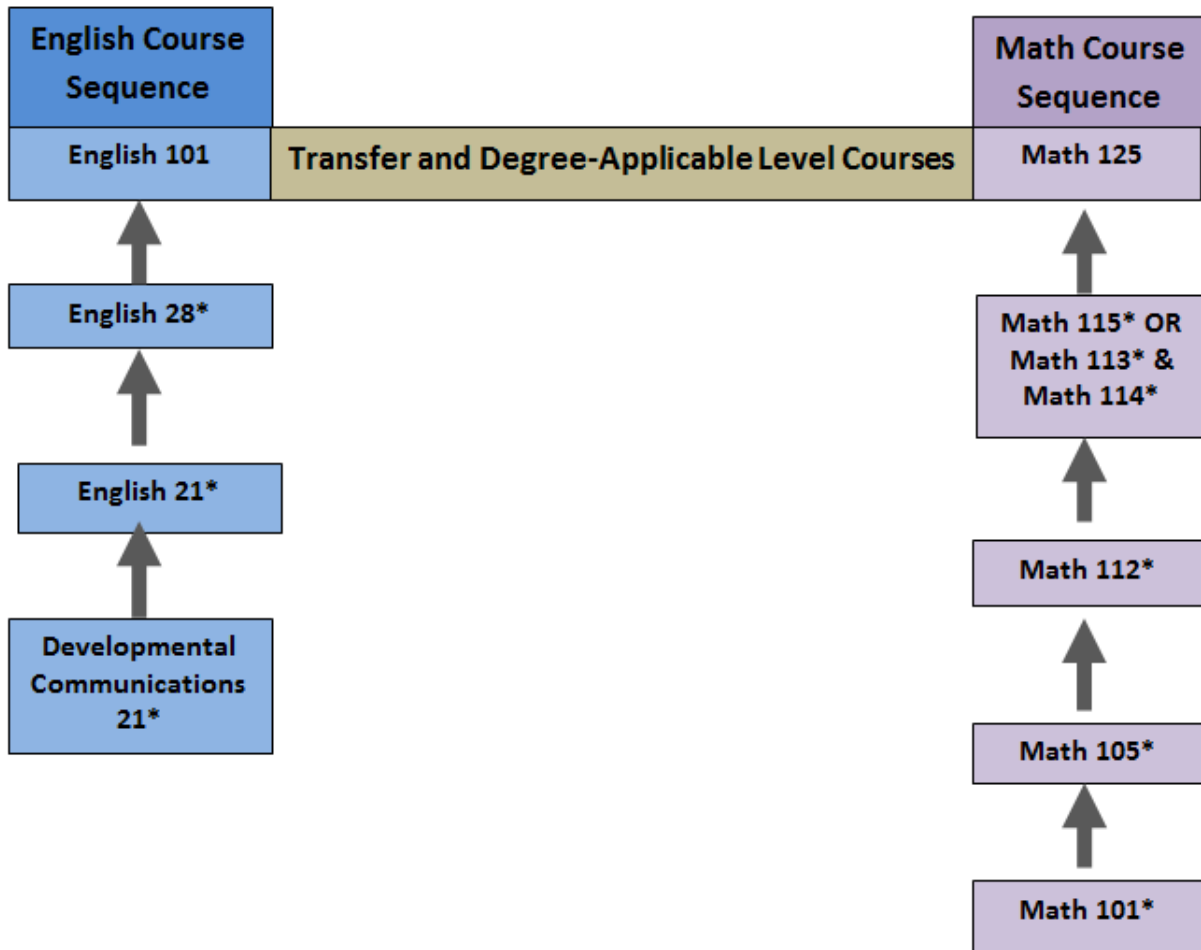 English Course
Sequence
English 101
English 28*
English 21*
Developmental
Communications
21*
Transfer and Degree-Applicable Level Courses
Math Course
Sequence
Math 125
Math 115* OR
Math 113* &
Math 114*
Math 112*
Math 105*
Math 101*